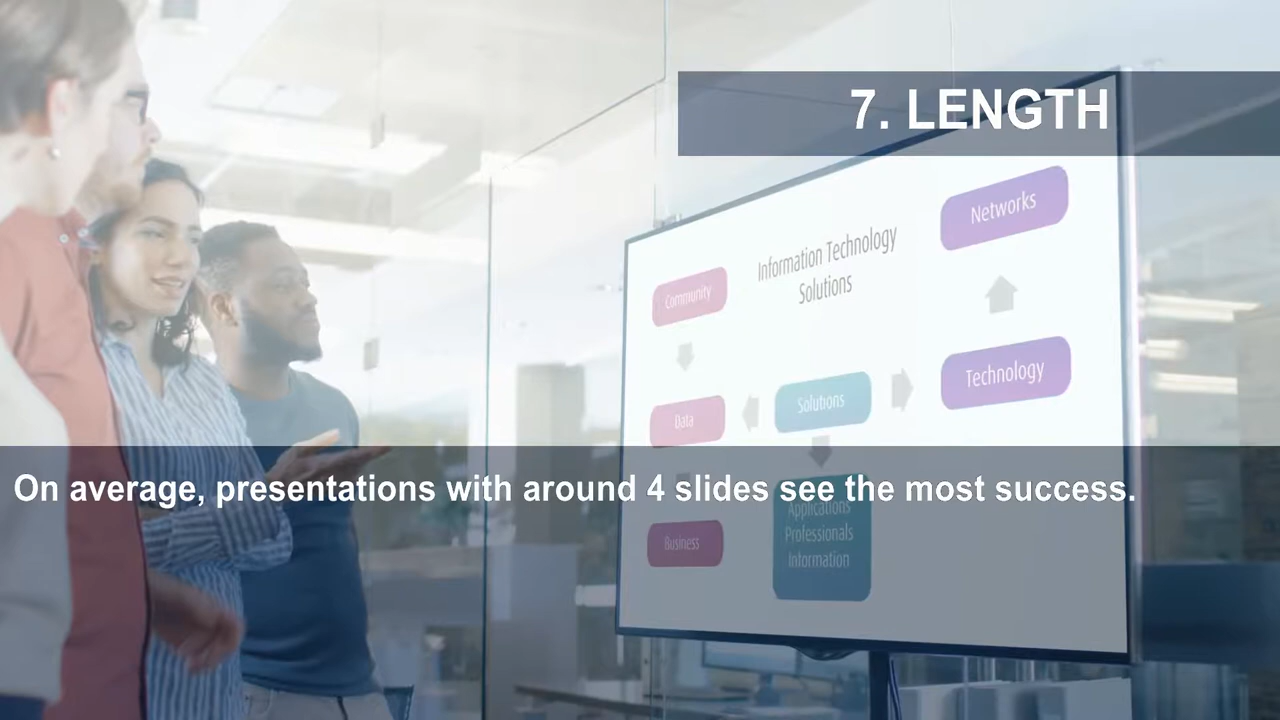 7. LENGTH
Information Technology
Solutions
Networks
Community
Technology
Solutions
Data
On average, presentations with around 4 slides see the most success.
Applications
Professionals
Information
Business